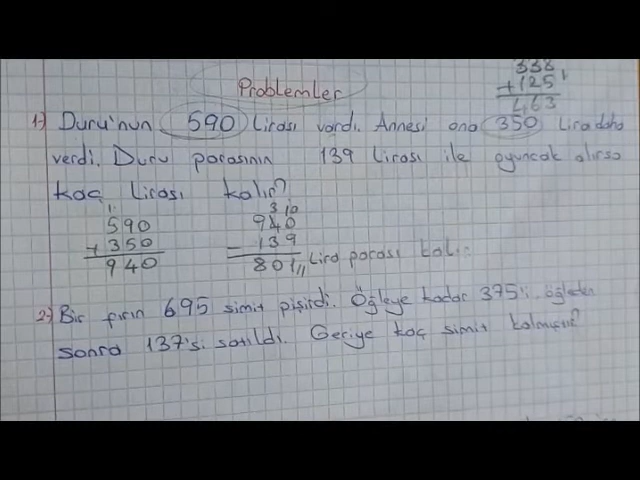 338
+125
463
Problemler
1) Duru'nun 590 Lirası vardı. Annesi ona 350 Lira daha
verdi. Duru parasının 139 Lirası ile oyuncak alırsa
kaç Lirası kalır?
590
+350
940
3 10
940
-139
801 // Lira parası kalır.
2) Bir fırın 695 simit pişirdi. Öğleye kadar 375'i öğleden
sonra 137'si satıldı. Geriye kaç simit kalmıştır?